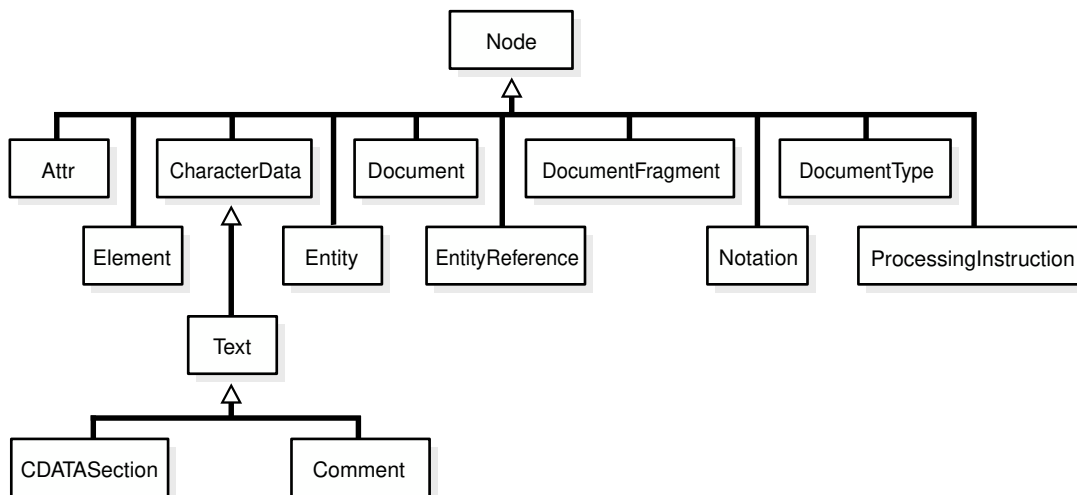 Node
Attr
CharacterData
Document
DocumentFragment
DocumentType
Element
Entity
EntityReference
Notation
ProcessingInstruction
Text
CDATASection
Comment